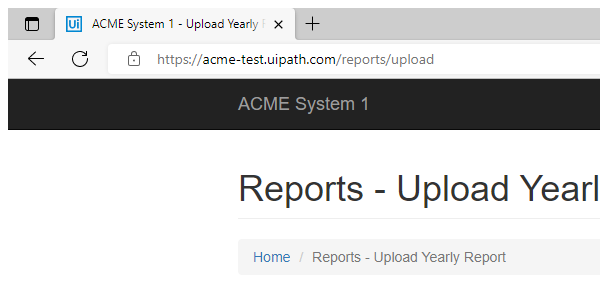 Ui ACME System 1 - Upload Yearly
https://acme-test.uipath.com/reports/upload
ACME System 1
Reports - Upload Yearl
Home / Reports - Upload Yearly Report